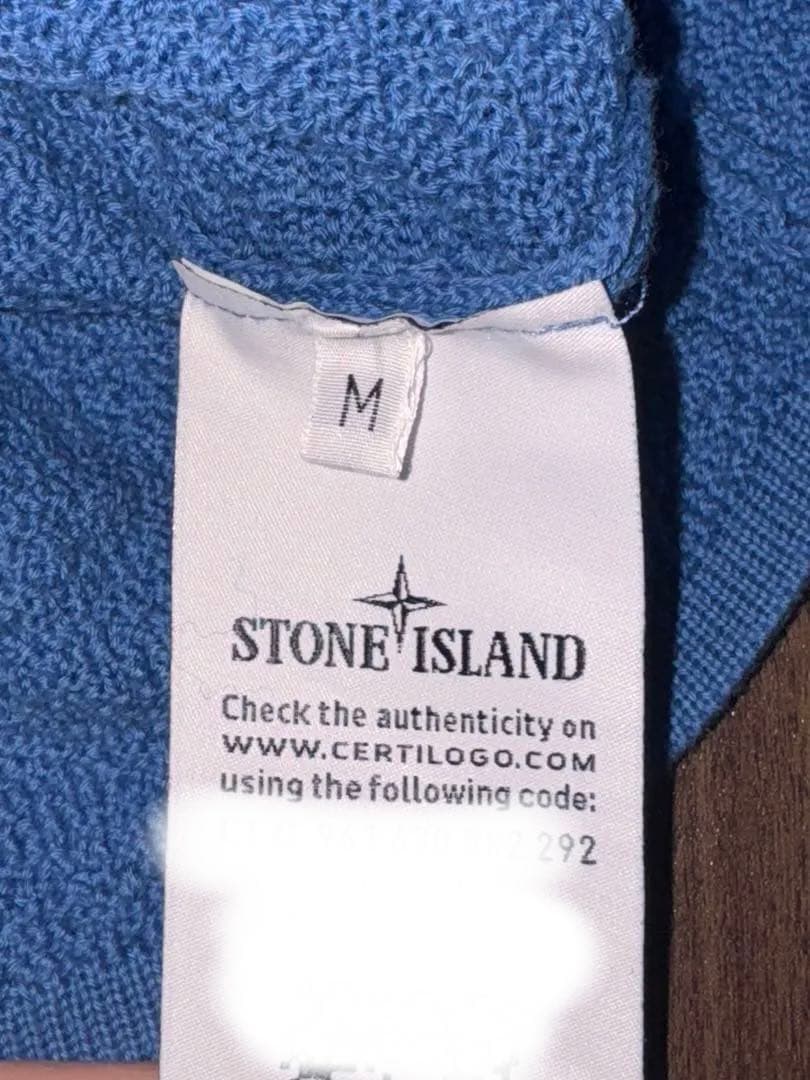 M
STONE ISLAND
Check the authenticity on
WWW.CERTILOGO.COM
using the following code:
292